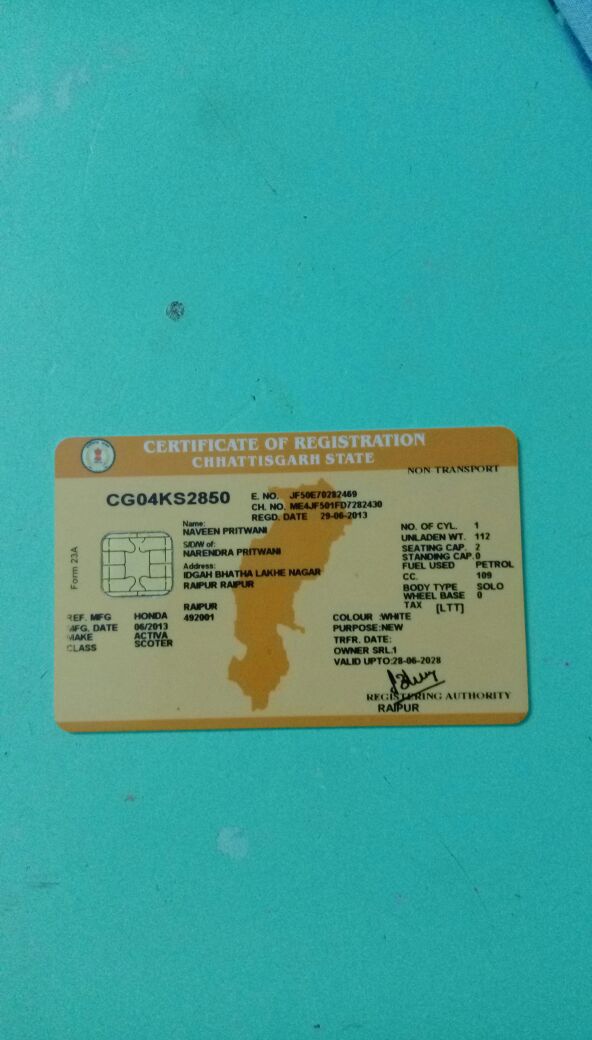 CERTIFICATE OF REGISTRATION
CHHATTISGARH STATE
NON TRANSPORT
CG04KS2850
E. NO. JF50E70282469
CH. NO. ME4JF501FD7282430
REGD. DATE 29-06-2013
Name:
NAVEEN PRITWANI
S/D/W of:
NARENDRA PRITWANI
Address:
IDGAH BHATHA LAKHE NAGAR
RAIPUR RAIPUR
RAIPUR
492001
Form 23A
NO. OF CYL. 1
UNLADEN WT. 112
SEATING CAP. 2
STANDING CAP. 0
FUEL USED PETROL
CC. 109
BODY TYPE SOLO
WHEEL BASE 0
TAX [LTT]
REF. MFG HONDA
MFG. DATE 06/2013
MAKE ACTIVA
CLASS SCOOTER
COLOUR :WHITE
PURPOSE:NEW
TRFR. DATE:
OWNER SRL.1
VALID UPTO:28-06-2028
REGISTERING AUTHORITY
RAIPUR